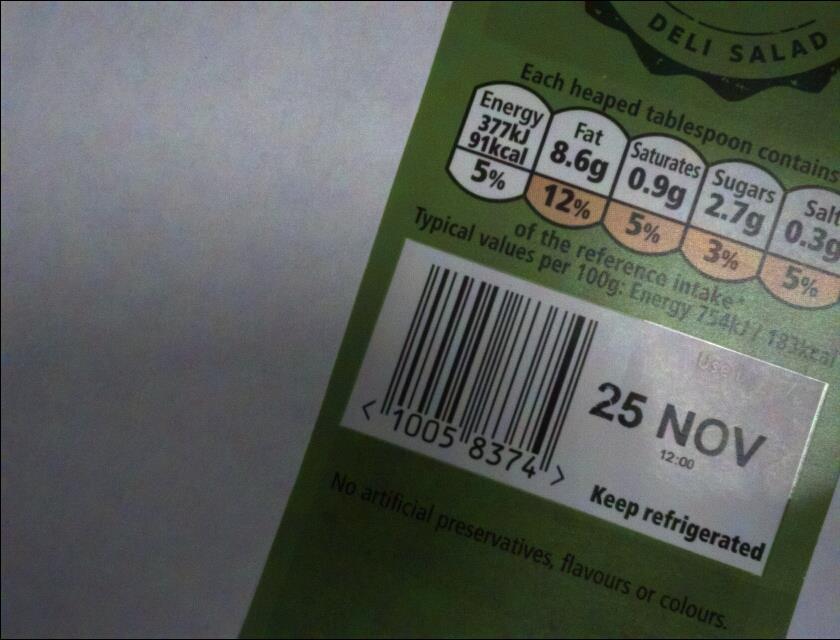 DELI SALAD
Each heaped tablespoon contains
Energy 377kJ 91kcal 5%
Fat 8.6g 12%
Saturates 0.9g 5%
Sugars 2.7g 3%
Salt 0.3g 5%
of the reference intake
Typical values per 100g: Energy 754kJ / 183kcal
Use
25 NOV
12:00
< 1005 8374 >
Keep refrigerated
No artificial preservatives, flavours or colours.